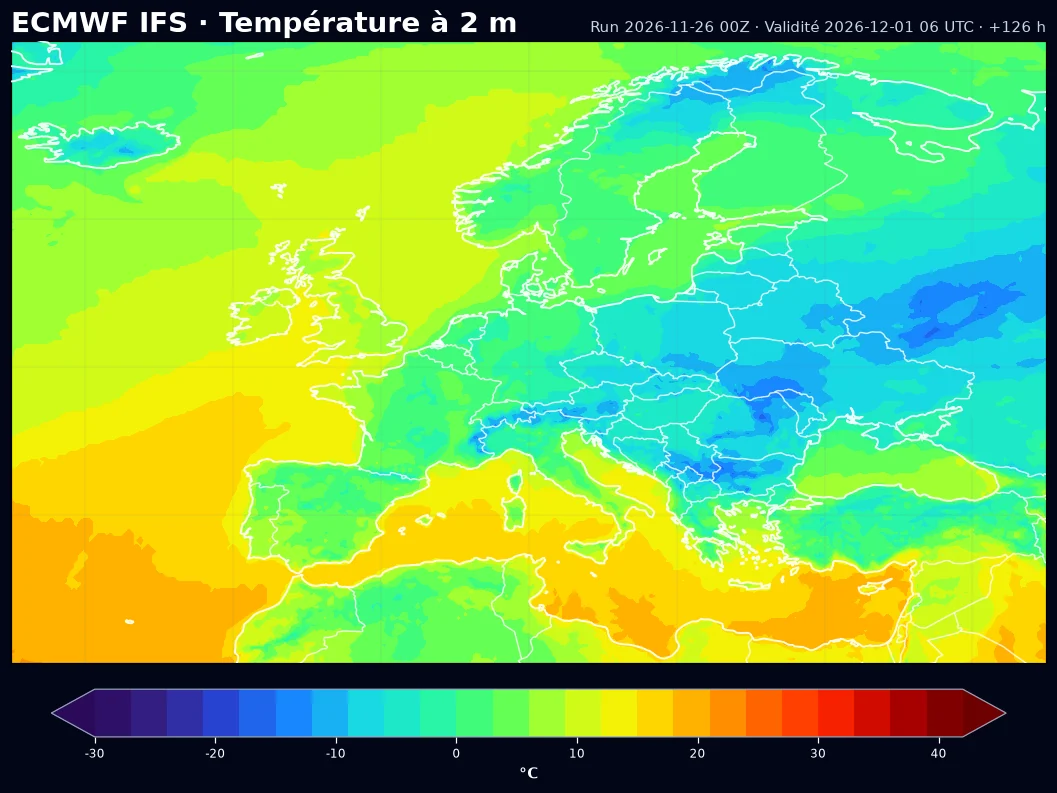 ECMWF IFS · Température à 2 m
Run 2026-11-26 00Z · Validité 2026-12-01 06 UTC · +126 h
-30 -20 -10 0 10 20 30 40
°C